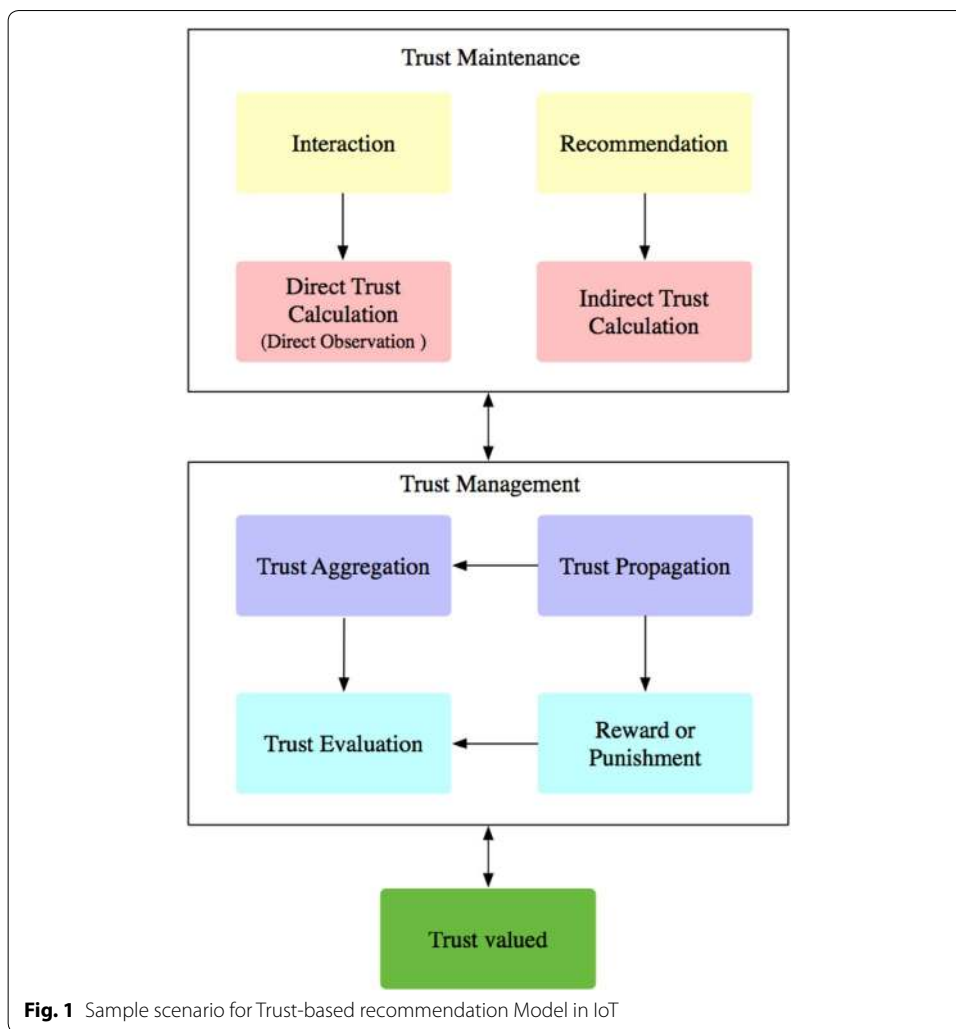 Trust Maintenance
Interaction
Recommendation
Direct Trust
Calculation
(Direct Observation )
Indirect Trust
Calculation
Trust Management
Trust Aggregation
Trust Propagation
Trust Evaluation
Reward or
Punishment
Trust valued
Fig. 1 Sample scenario for Trust-based recommendation Model in IoT